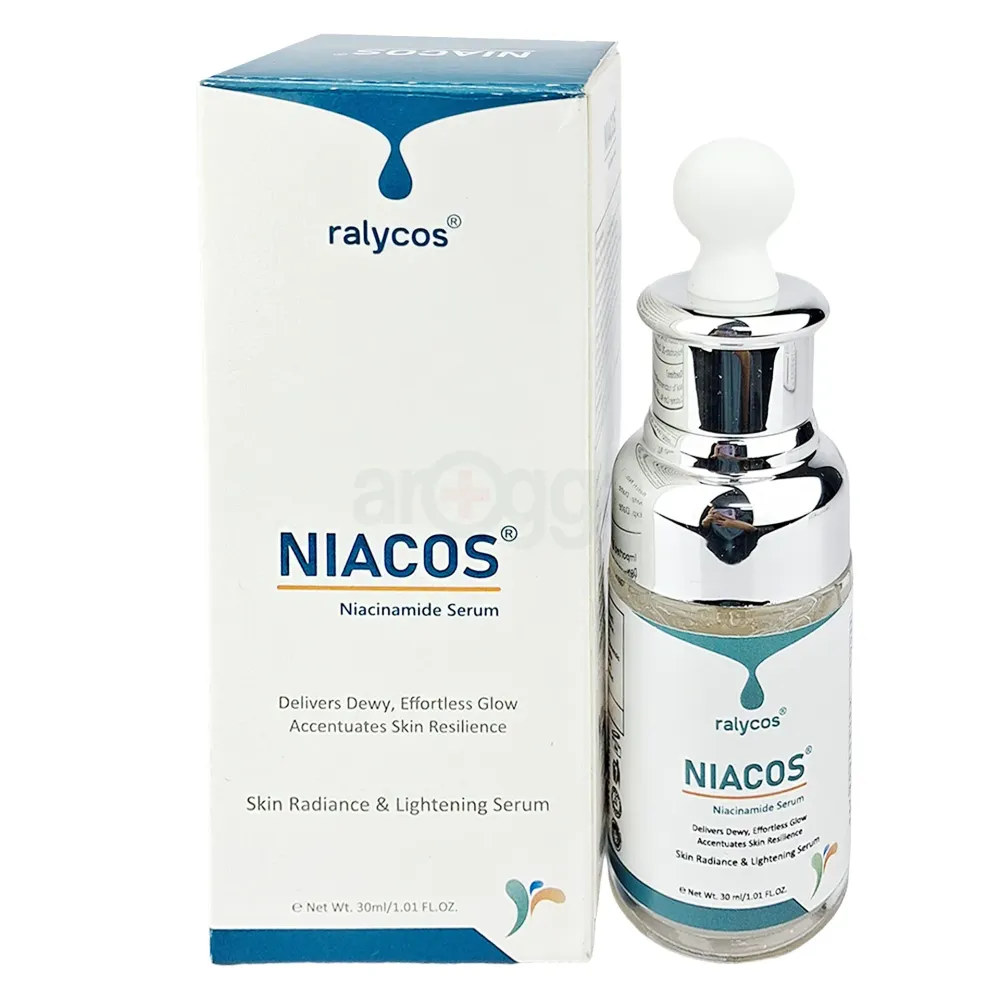 NIACOS®
ralycos®
NIACOS®
Niacinamide Serum
Delivers Dewy, Effortless Glow
Accentuates Skin Resilience
Skin Radiance & Lightening Serum
℮ Net Wt. 30ml/1.01 FL.OZ.
arogg
ralycos®
NIACOS®
Niacinamide Serum
Delivers Dewy, Effortless Glow
Accentuates Skin Resilience
Skin Radiance & Lightening Serum
℮ Net Wt. 30 ml/1.01 FL.OZ.